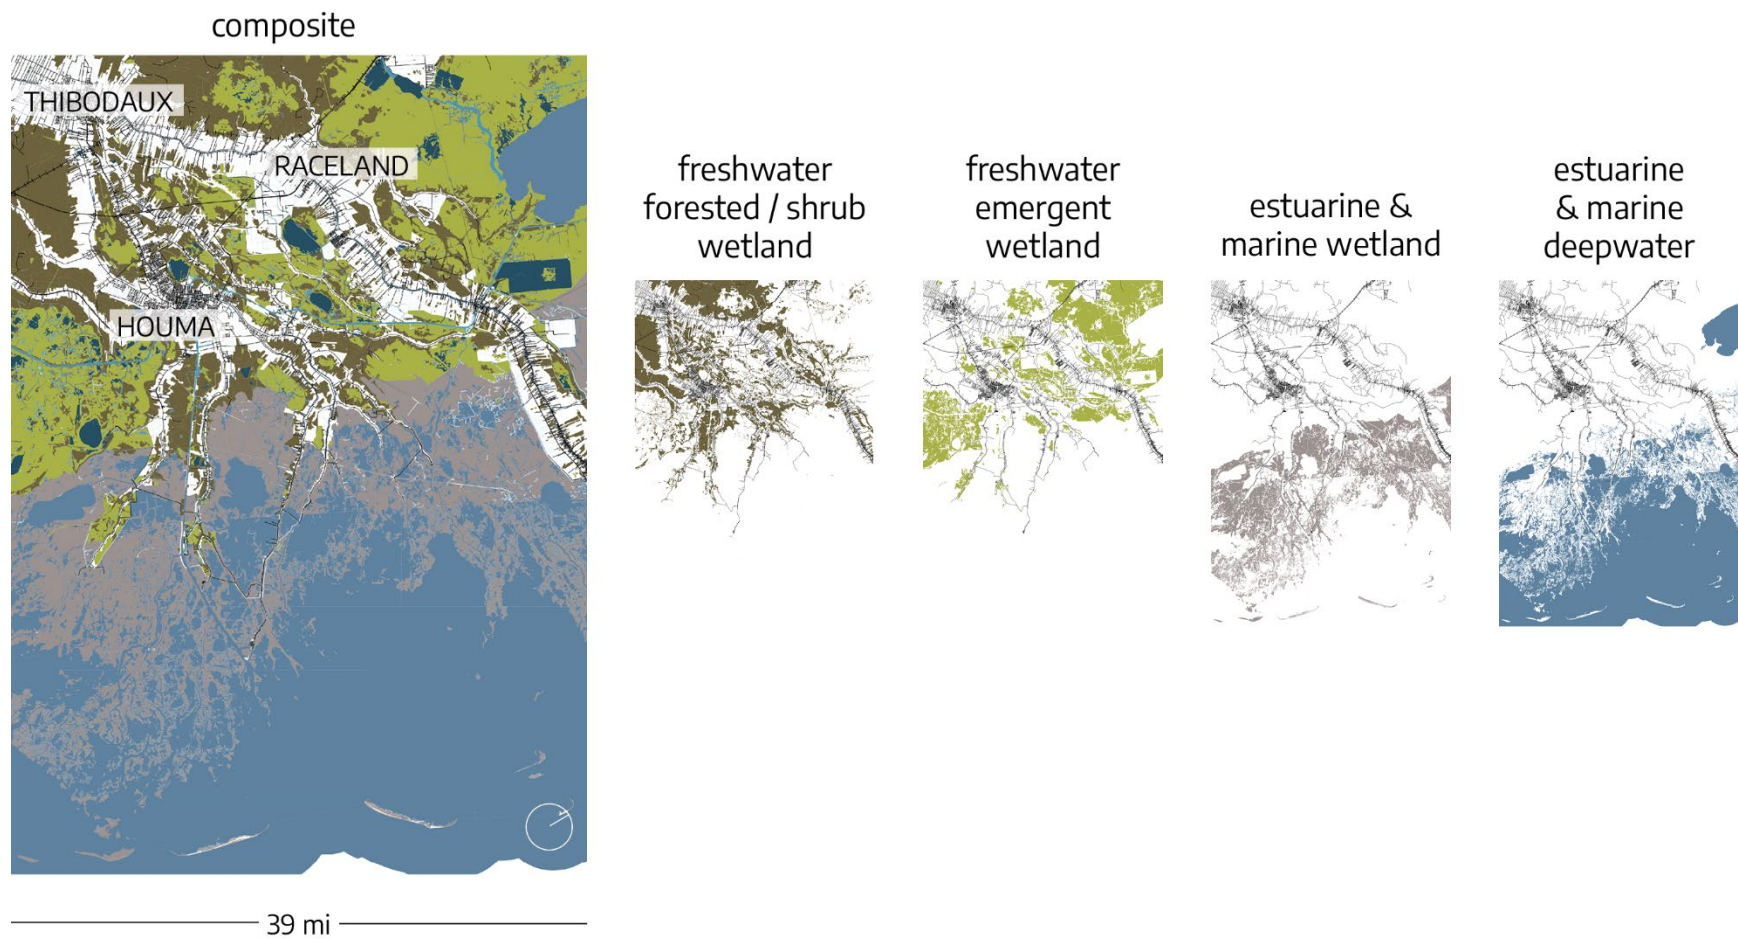 composite
THIBODAUX
RACELAND
HOUMA
39 mi
freshwater
forested / shrub
wetland
freshwater
emergent
wetland
estuarine &
marine wetland
estuarine
& marine
deepwater